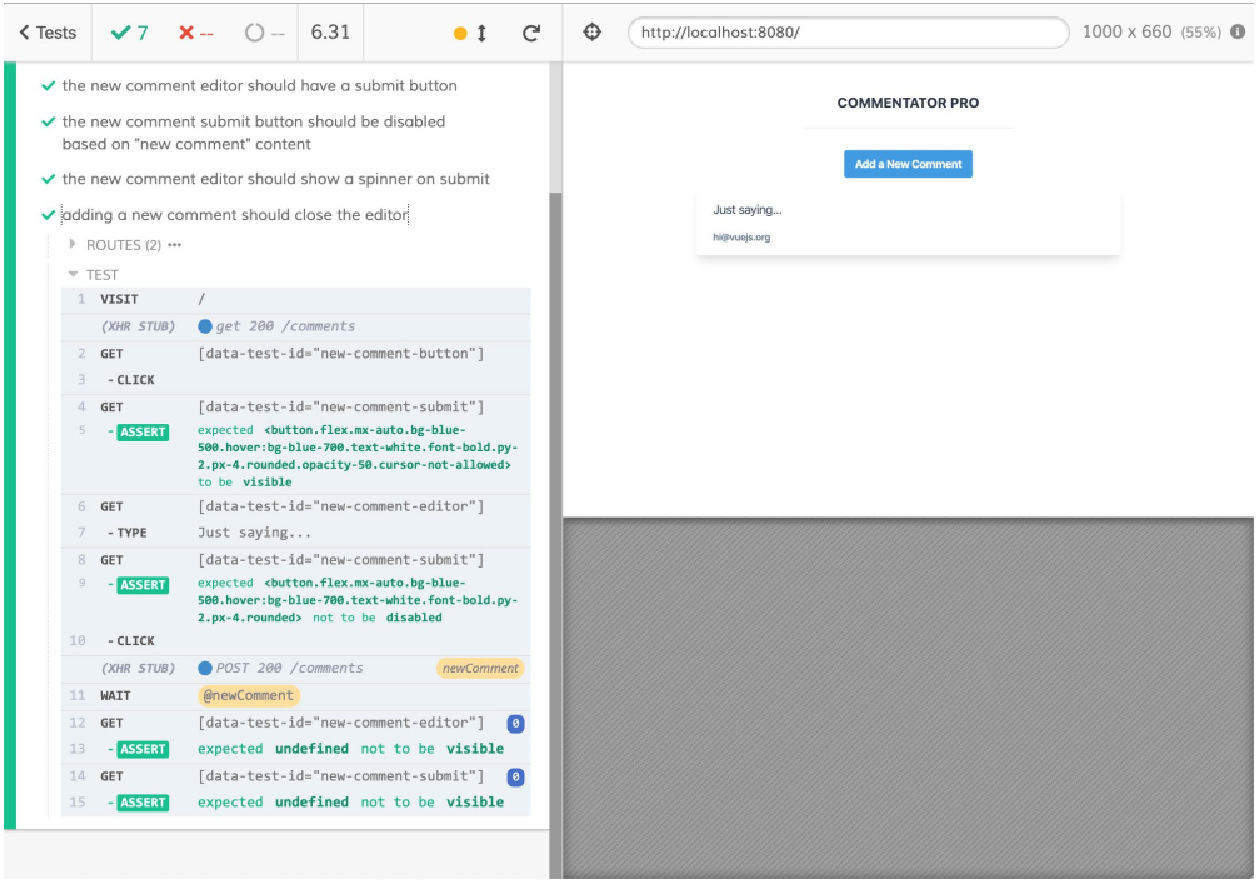 Tests 7 -- -- 6.31
http://localhost:8080/ 1000 x 660 (55%)
the new comment editor should have a submit button
the new comment submit button should be disabled
based on "new comment" content
the new comment editor should show a spinner on submit
adding a new comment should close the editor
ROUTES (2) •••
TEST
1 VISIT /
(XHR STUB) get 200 /comments
2 GET [data-test-id="new-comment-button"]
3 - CLICK
4 GET [data-test-id="new-comment-submit"]
5 - ASSERT expected <button.flex.mx-auto.bg-blue-
500.hover:bg-blue-700.text-white.font-bold.py-
2.px-4.rounded.opacity-50.cursor-not-allowed>
to be visible
6 GET [data-test-id="new-comment-editor"]
7 - TYPE Just saying...
8 GET [data-test-id="new-comment-submit"]
9 - ASSERT expected <button.flex.mx-auto.bg-blue-
500.hover:bg-blue-700.text-white.font-bold.py-
2.px-4.rounded> not to be disabled
10 - CLICK
(XHR STUB) POST 200 /comments newComment
11 WAIT @newComment
12 GET [data-test-id="new-comment-editor"] 0
13 - ASSERT expected undefined not to be visible
14 GET [data-test-id="new-comment-submit"] 0
15 - ASSERT expected undefined not to be visible
COMMENTATOR PRO
Add a New Comment
Just saying...
hi@vuejs.org